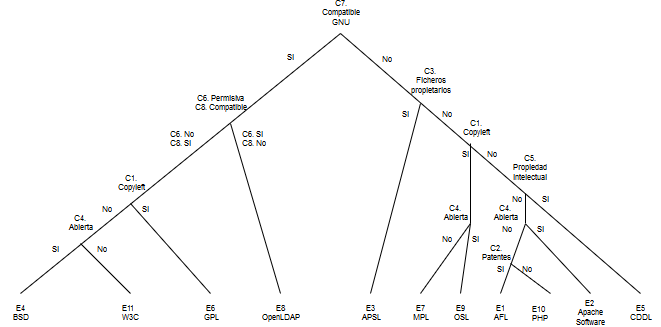 C7.
Compatible
GNU
SI
No
C3.
Ficheros
propietarios
C6. Permisiva
C8. Compatible
SI
No
C1.
Copyleft
C6. No
C8. SI
C6. SI
C8. No
SI
No
C5.
Propiedad
Intelectual
C1.
Copyleft
No
SI
No
SI
C4.
Abierta
C4.
Abierta
C4.
Abierta
No
SI
SI
No
No
SI
C2.
Patentes
SI
No
E4
BSD
E11
W3C
E6
GPL
E8
OpenLDAP
E3
APSL
E7
MPL
E9
OSL
E1
AFL
E10
PHP
E2
Apache
Software
E5
CDDL